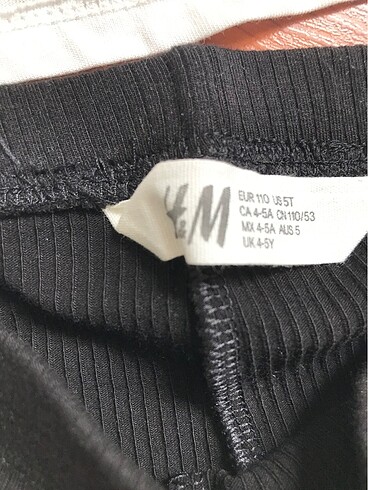 H&M
EUR 110 US 5T
CA 4-5A CN 110/53
MX 4-5A AUS 5
UK 4-5Y